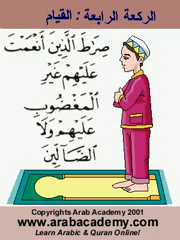 الركعة الرابعة : القيام
صِرَٰطَ ٱلَّذِينَ أَنْعَمْتَ
عَلَيْهِمْ غَيْرِ
ٱلْمَغْضُوبِ
عَلَيْهِمْ وَلَا
ٱلضَّآلِّينَ
Copyrights Arab Academy 2001
www.arabacademy.com
Learn Arabic & Quran Online!